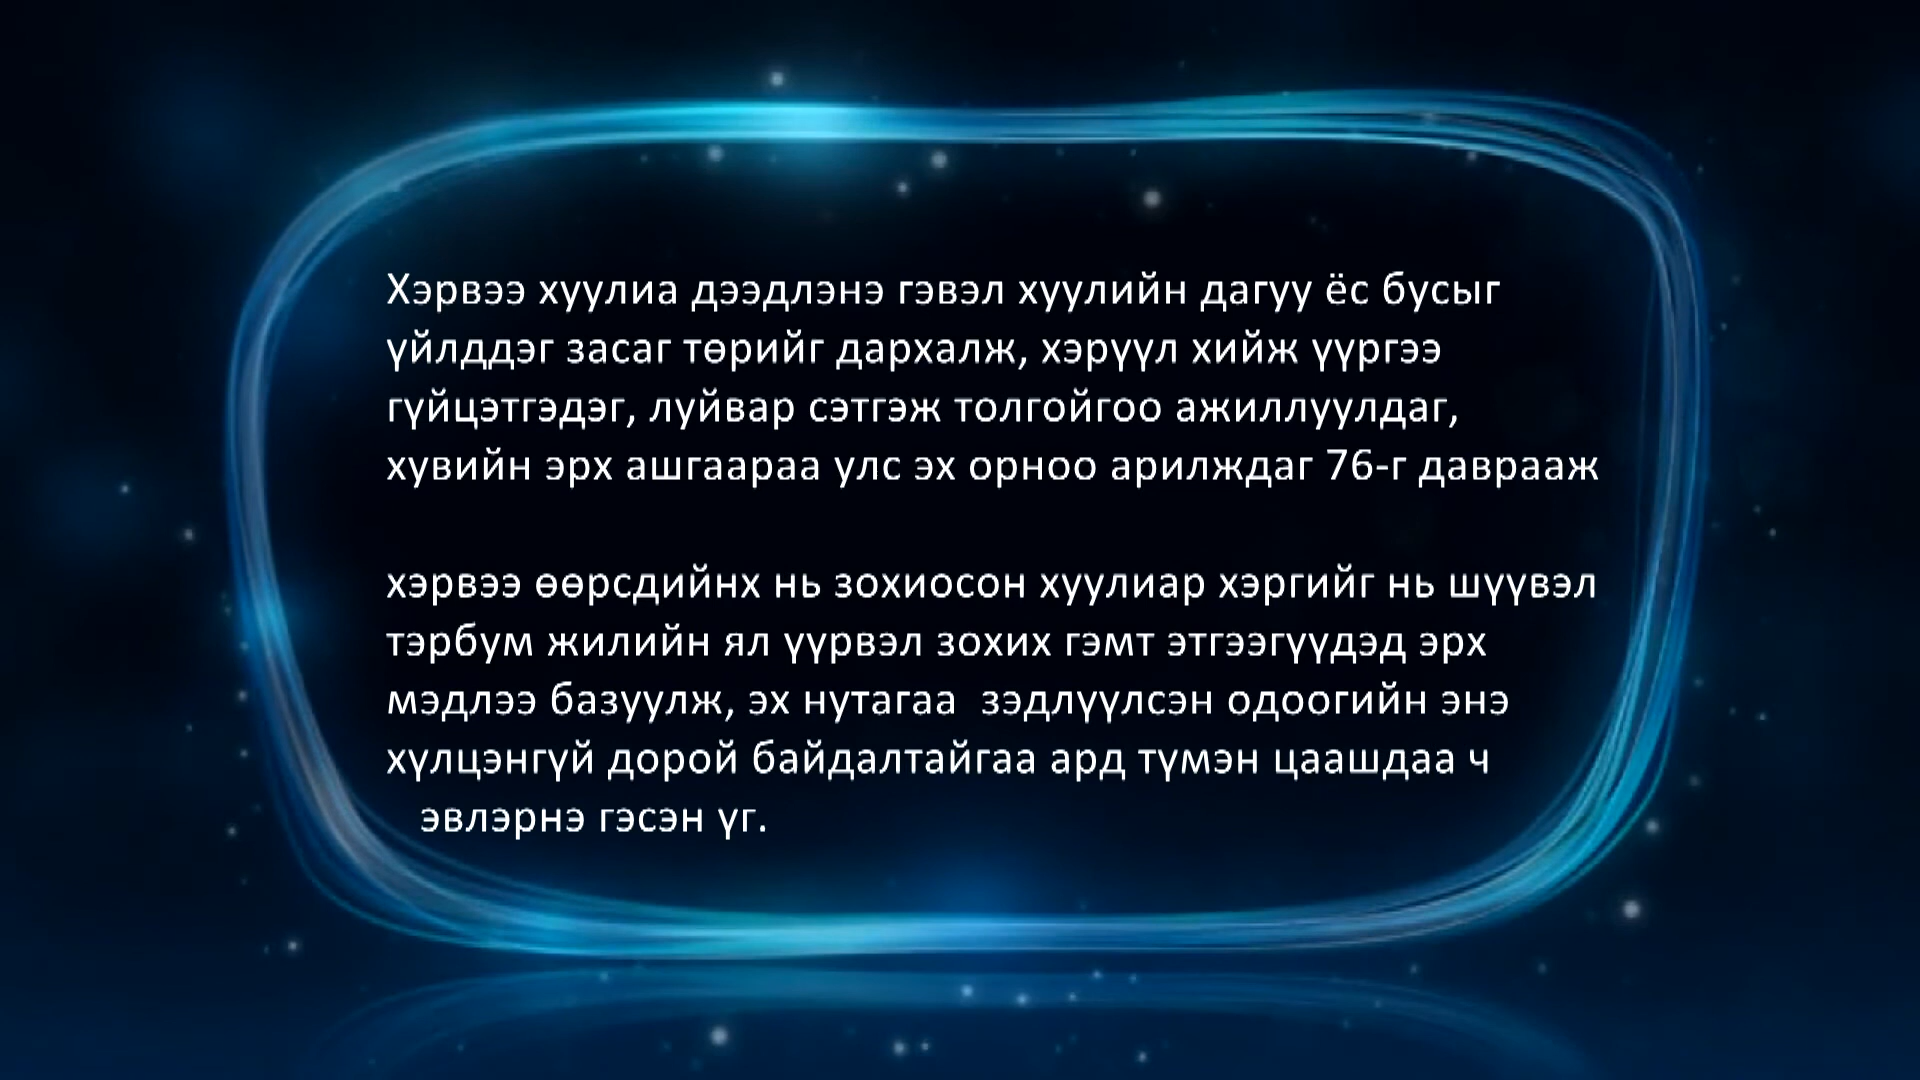 Хэрвээ хуулиа дээдлэнэ гэвэл хуулийн дагуу ёс бусыг
үйлддэг засаг төрийг дархалж, хэрүүл хийж үүргээ
гүйцэтгэдэг, луйвар сэтгэж толгойгоо ажиллуулдаг,
хувийн эрх ашгаараа улс эх орноо арилждаг 76-г даврааж
хэрвээ өөрсдийнх нь зохиосон хуулиар хэргийг нь шүүвэл
тэрбум жилийн ял үүрвэл зохих гэмт этгээгүүдэд эрх
мэдлээ базуулж, эх нутагаа  зэдлүүлсэн одоогийн энэ
хүлцэнгүй дорой байдалтайгаа ард түмэн цаашдаа ч
эвлэрнэ гэсэн үг.